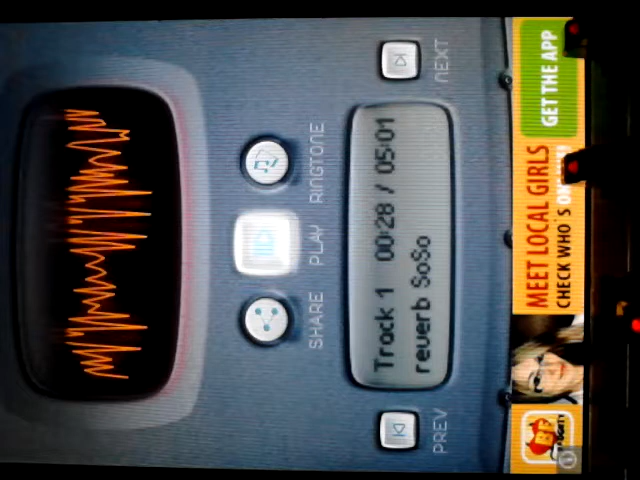 SHARE PLAY RINGTONE
Track 1 00:28 / 05:01
reverb SoSo
PREV NEXT
MEET LOCAL GIRLS
CHECK WHO'S
GET THE APP
BF